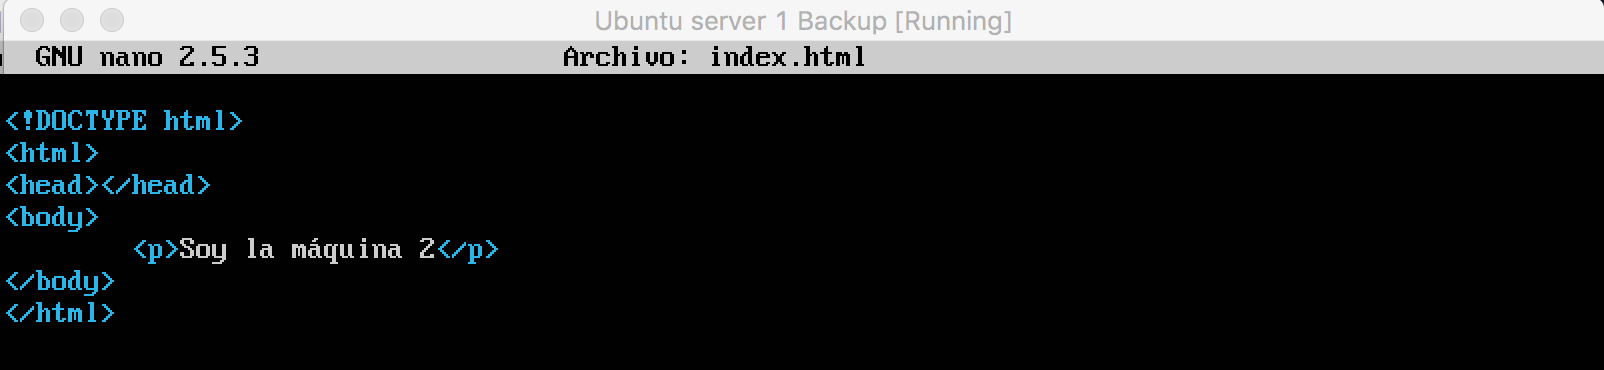 Ubuntu server 1 Backup [Running]
GNU nano 2.5.3 Archivo: index.html
<!DOCTYPE html>
<html>
<head></head>
<body>
<p>Soy la máquina 2</p>
</body>
</html>